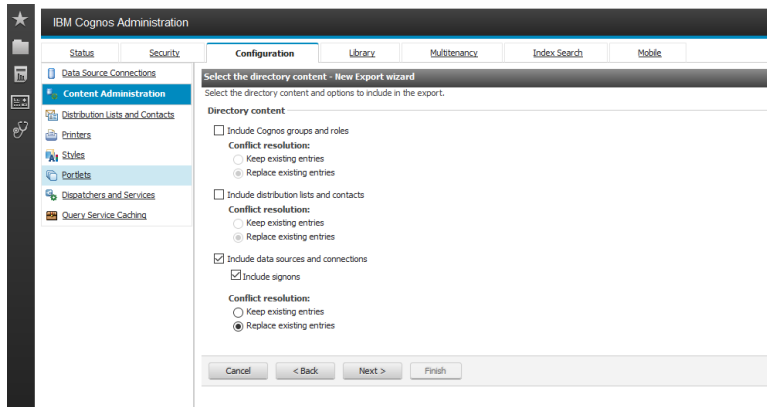 IBM Cognos Administration
Status Security Configuration Library Multitenancy Index Search Mobile
Data Source Connections
Content Administration
Distribution Lists and Contacts
Printers
Styles
Portlets
Dispatchers and Services
Query Service Caching
Select the directory content - New Export wizard
Select the directory content and options to include in the export.
Directory content
Include Cognos groups and roles
Conflict resolution:
Keep existing entries
Replace existing entries
Include distribution lists and contacts
Conflict resolution:
Keep existing entries
Replace existing entries
Include data sources and connections
Include signons
Conflict resolution:
Keep existing entries
Replace existing entries
Cancel < Back Next > Finish